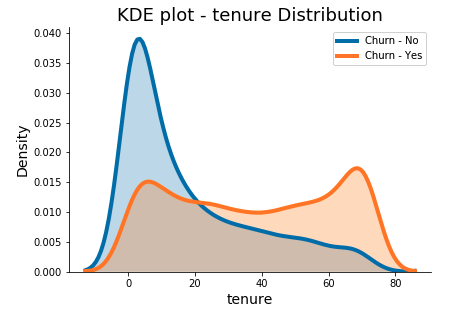 KDE plot - tenure Distribution
Churn - No
Churn - Yes
Density
0.040
0.035
0.030
0.025
0.020
0.015
0.010
0.005
0.000
0
20
40
60
80
tenure